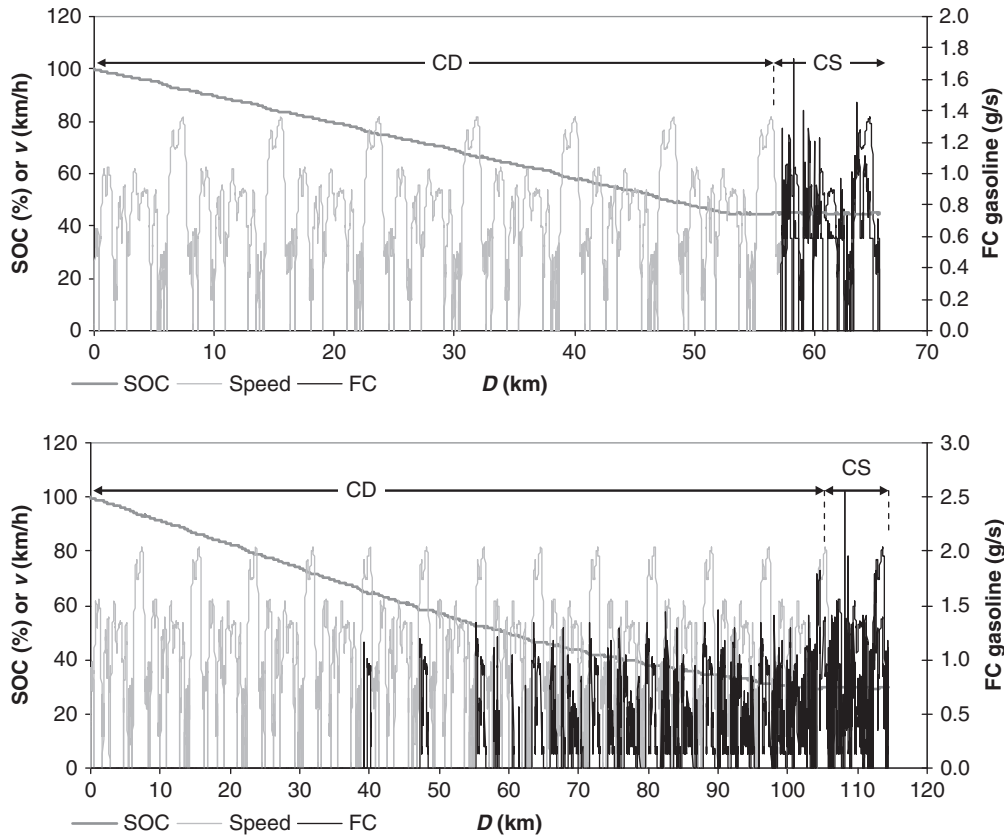 SOC (%) or v (km/h)
120
100
80
60
40
20
0
CD
CS
2.0
1.8
1.6
1.4
1.2
1.0
0.8
0.6
0.4
0.2
0.0
FC gasoline (g/s)
0 10 20 30 40 50 60 70
SOC Speed FC D (km)
SOC (%) or v (km/h)
120
100
80
60
40
20
0
CD
CS
3.0
2.5
2.0
1.5
1.0
0.5
0.0
FC gasoline (g/s)
0 10 20 30 40 50 60 70 80 90 100 110 120
SOC Speed FC D (km)